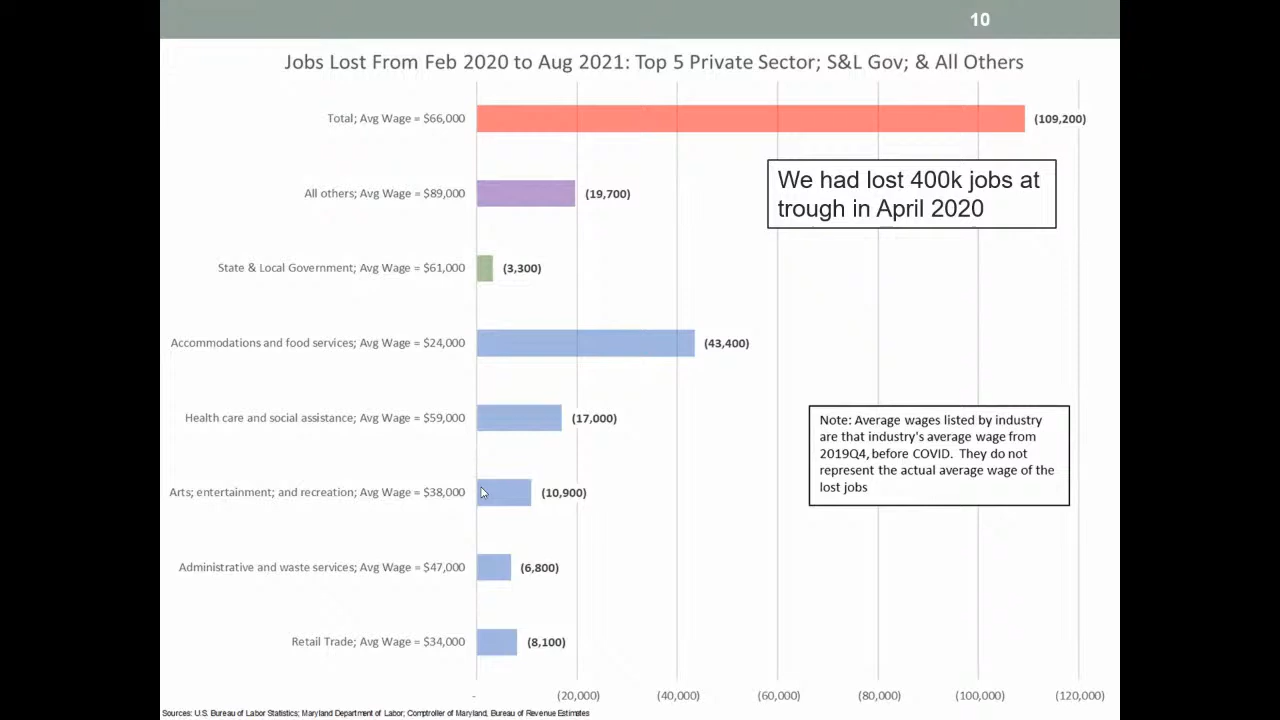 10
Jobs Lost From Feb 2020 to Aug 2021: Top 5 Private Sector; S&L Gov; & All Others
Total; Avg Wage = $66,000
(109,200)
We had lost 400k jobs at
trough in April 2020
All others; Avg Wage = $89,000
(19,700)
State & Local Government; Avg Wage = $61,000
(3,300)
Accommodations and food services; Avg Wage = $24,000
(43,400)
Health care and social assistance; Avg Wage = $59,000
(17,000)
Note: Average wages listed by industry
are that industry's average wage from
2019Q4, before COVID. They do not
represent the actual average wage of the
lost jobs
Arts; entertainment; and recreation; Avg Wage = $38,000
(10,900)
Administrative and waste services; Avg Wage = $47,000
(6,800)
Retail Trade; Avg Wage = $34,000
(8,100)
- (20,000) (40,000) (60,000) (80,000) (100,000) (120,000)
Sources: U.S. Bureau of Labor Statistics; Maryland Department of Labor; Comptroller of Maryland, Bureau of Revenue Estimates